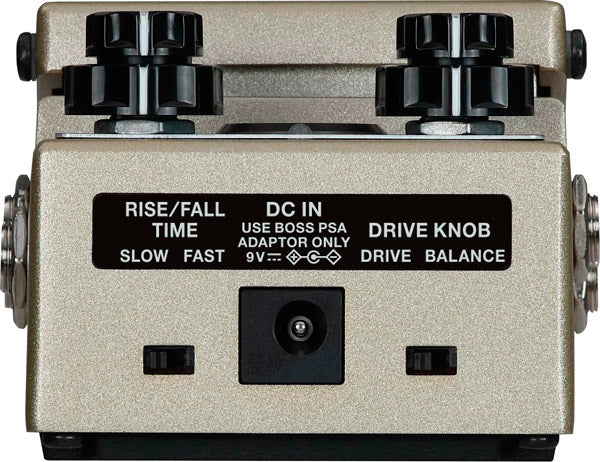 RISE/FALL
TIME
SLOW FAST
DC IN
USE BOSS PSA
ADAPTOR ONLY
9V
DRIVE KNOB
DRIVE BALANCE